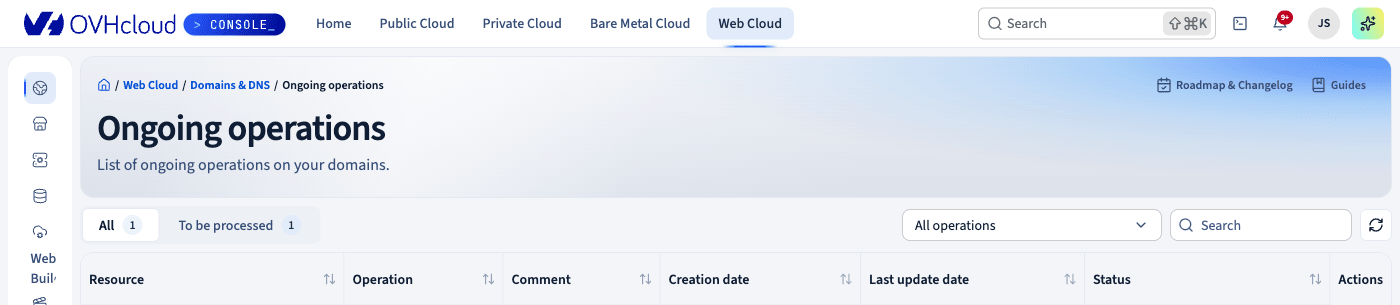 OVHcloud > CONSOLE_ Home Public Cloud Private Cloud Bare Metal Cloud Web Cloud Search ⇧⌘K 9+ JS
/ Web Cloud / Domains & DNS / Ongoing operations Roadmap & Changelog Guides
Ongoing operations
List of ongoing operations on your domains.
All 1 To be processed 1 All operations Search
Web
Buil
Resource Operation Comment Creation date Last update date Status Actions